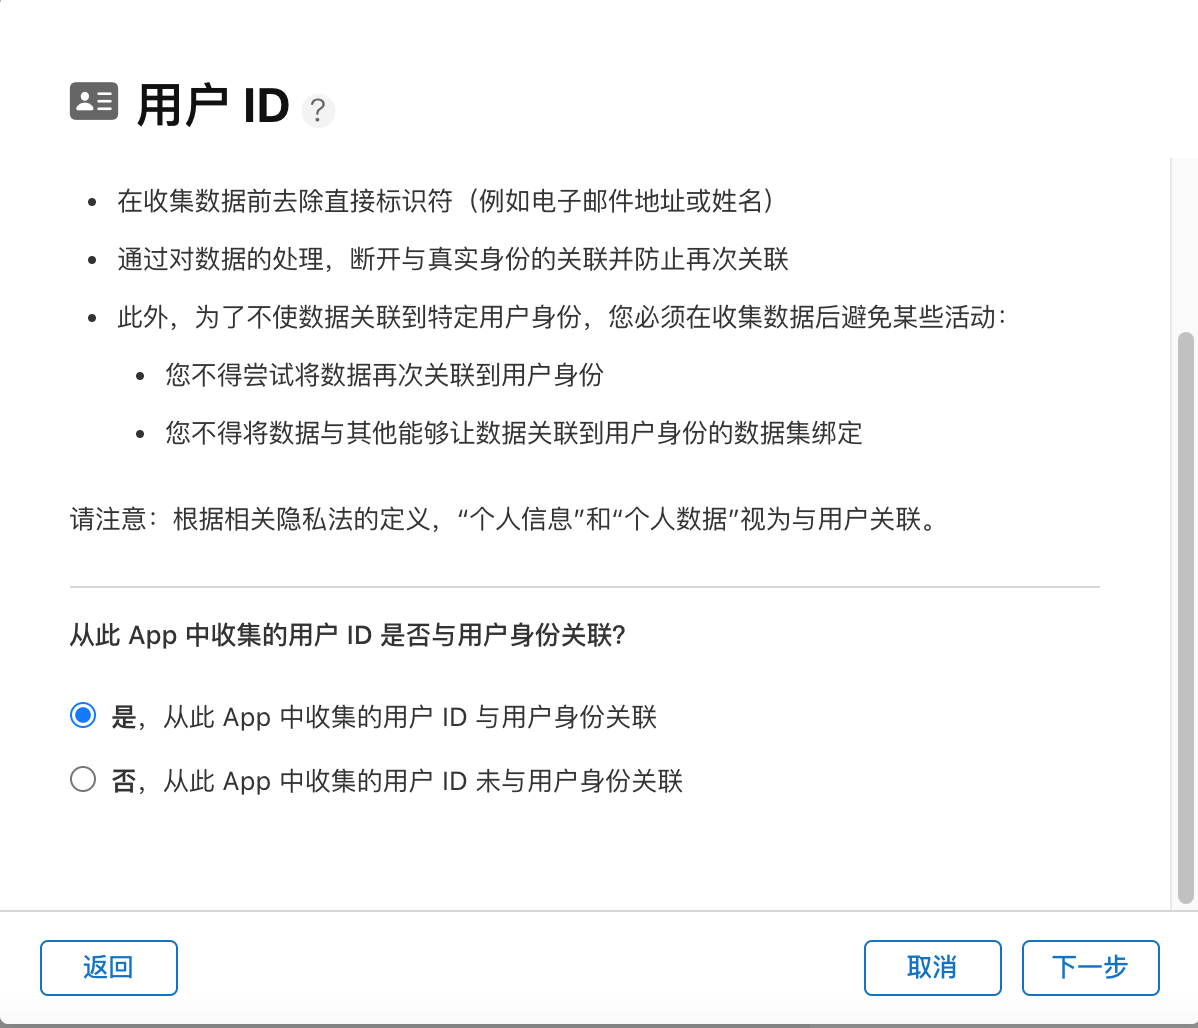 用户 ID ?
在收集数据前去除直接标识符（例如电子邮件地址或姓名）
通过对数据的处理，断开与真实身份的关联并防止再次关联
此外，为了不使数据关联到特定用户身份，您必须在收集数据后避免某些活动：
您不得尝试将数据再次关联到用户身份
您不得将数据与其他能够让数据关联到用户身份的数据集绑定
请注意：根据相关隐私法的定义，“个人信息”和“个人数据”视为与用户关联。
从此 App 中收集的用户 ID 是否与用户身份关联?
是，从此 App 中收集的用户 ID 与用户身份关联
否，从此 App 中收集的用户 ID 未与用户身份关联
返回 取消 下一步